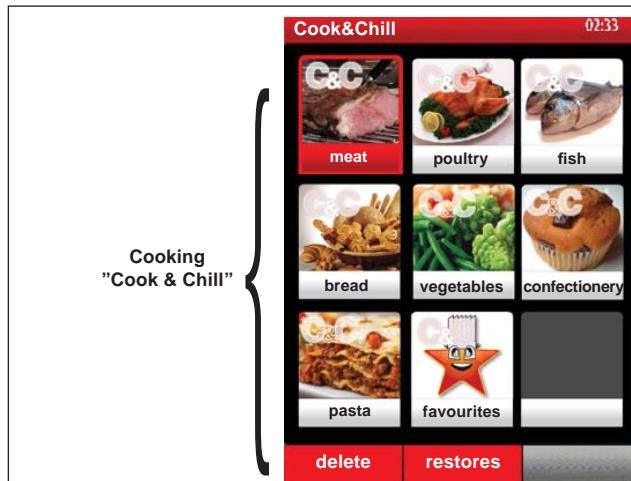 Cook&Chill 02:33
C&C C&C C&C
meat poultry fish
C&C C&C C&C
bread vegetables confectionery
Cooking
”Cook & Chill”
C&C C&C
pasta favourites
delete restores